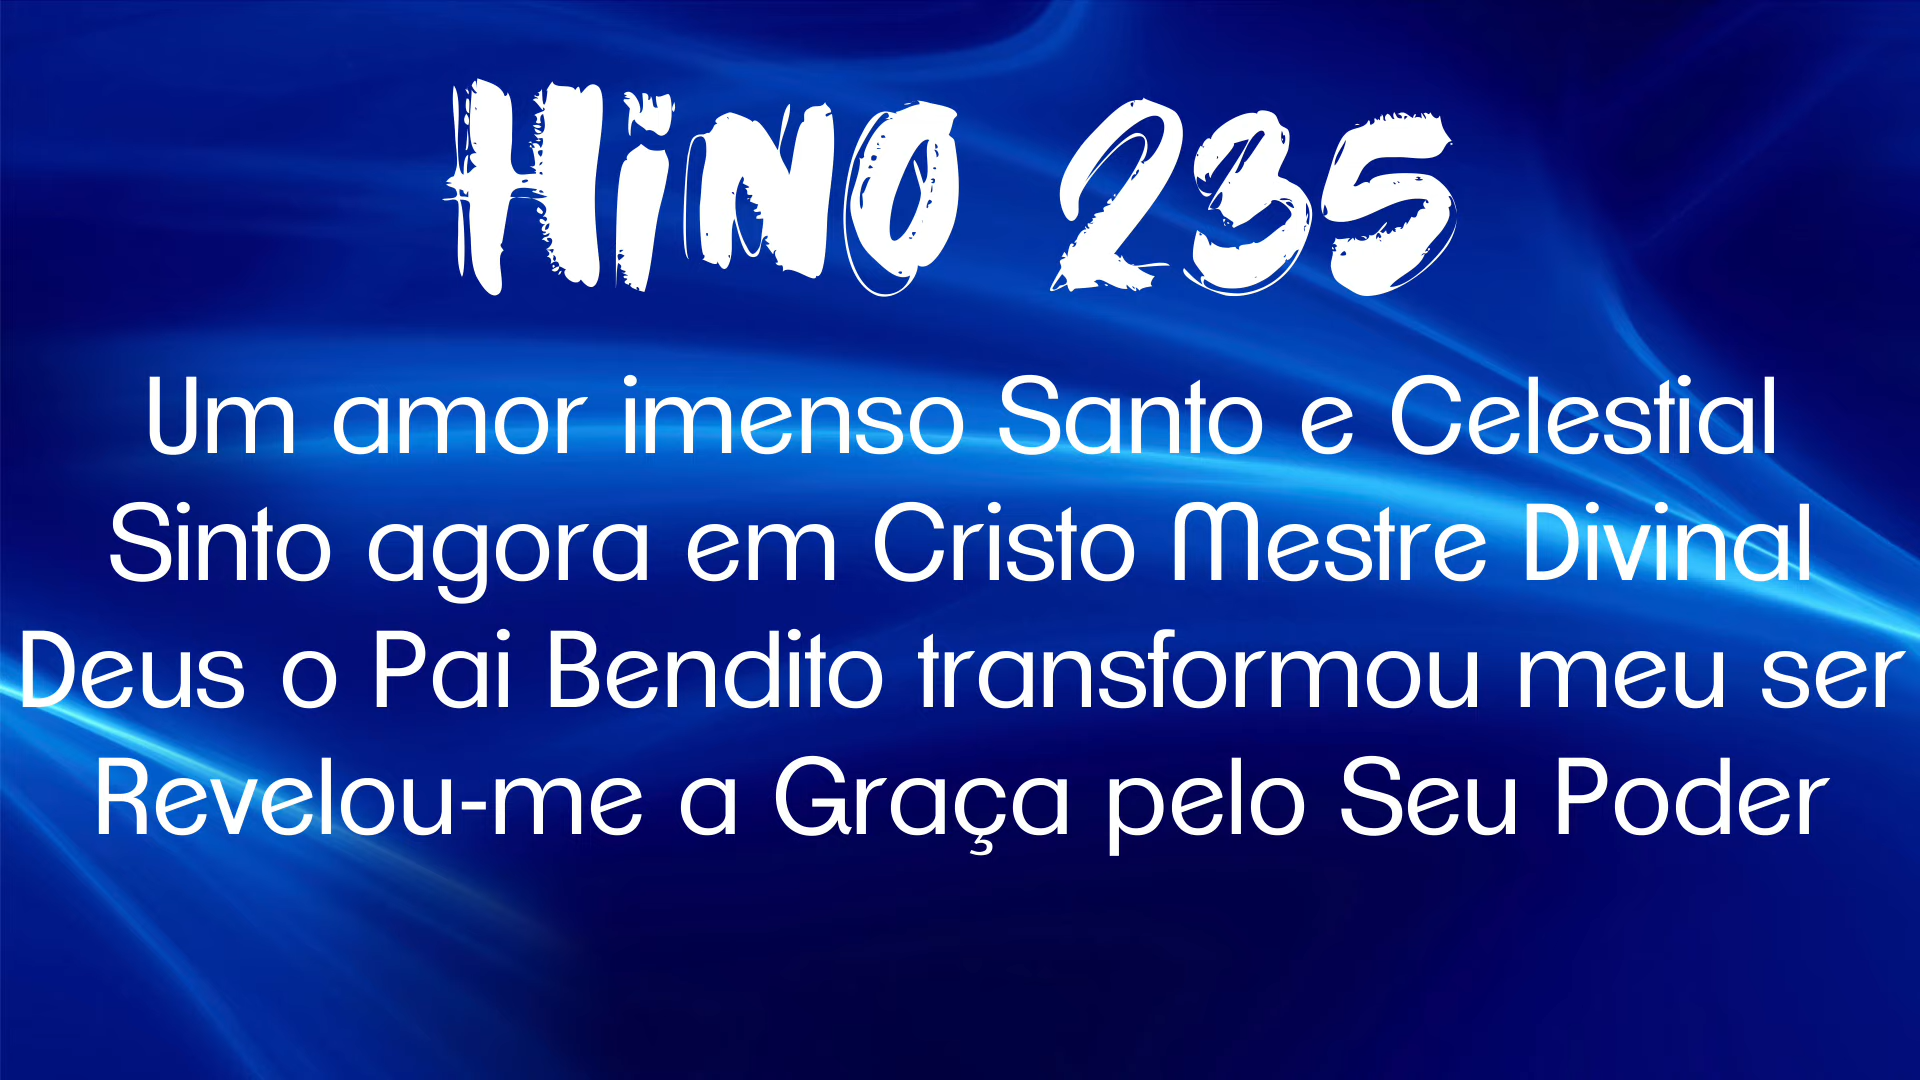 HiNO 235
Um amor imenso Santo e Celestial
Sinto agora em Cristo Mestre Divinal
Deus o Pai Bendito transformou meu ser
Revelou-me a Graça pelo Seu Poder